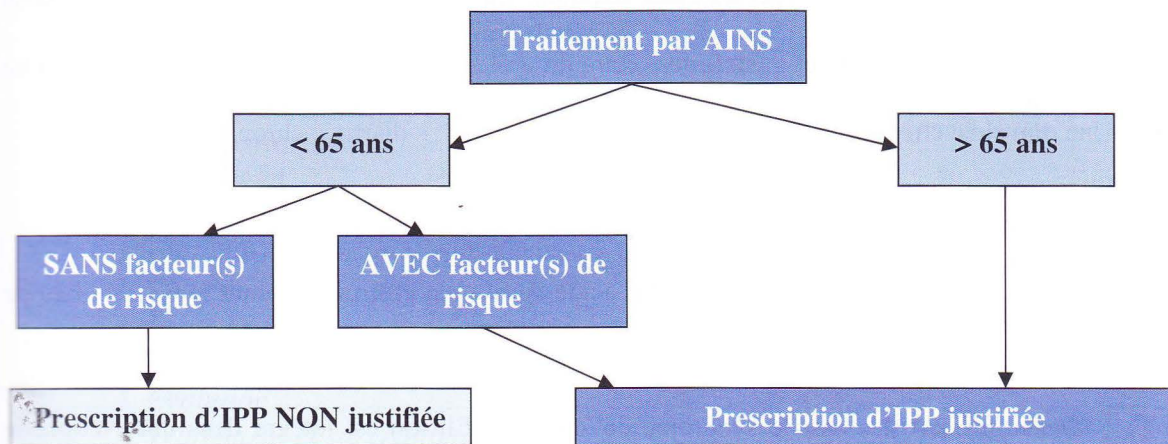 Traitement par AINS
< 65 ans
> 65 ans
SANS facteur(s)
de risque
AVEC facteur(s) de
risque
Prescription d'IPP NON justifiée
Prescription d'IPP justifiée